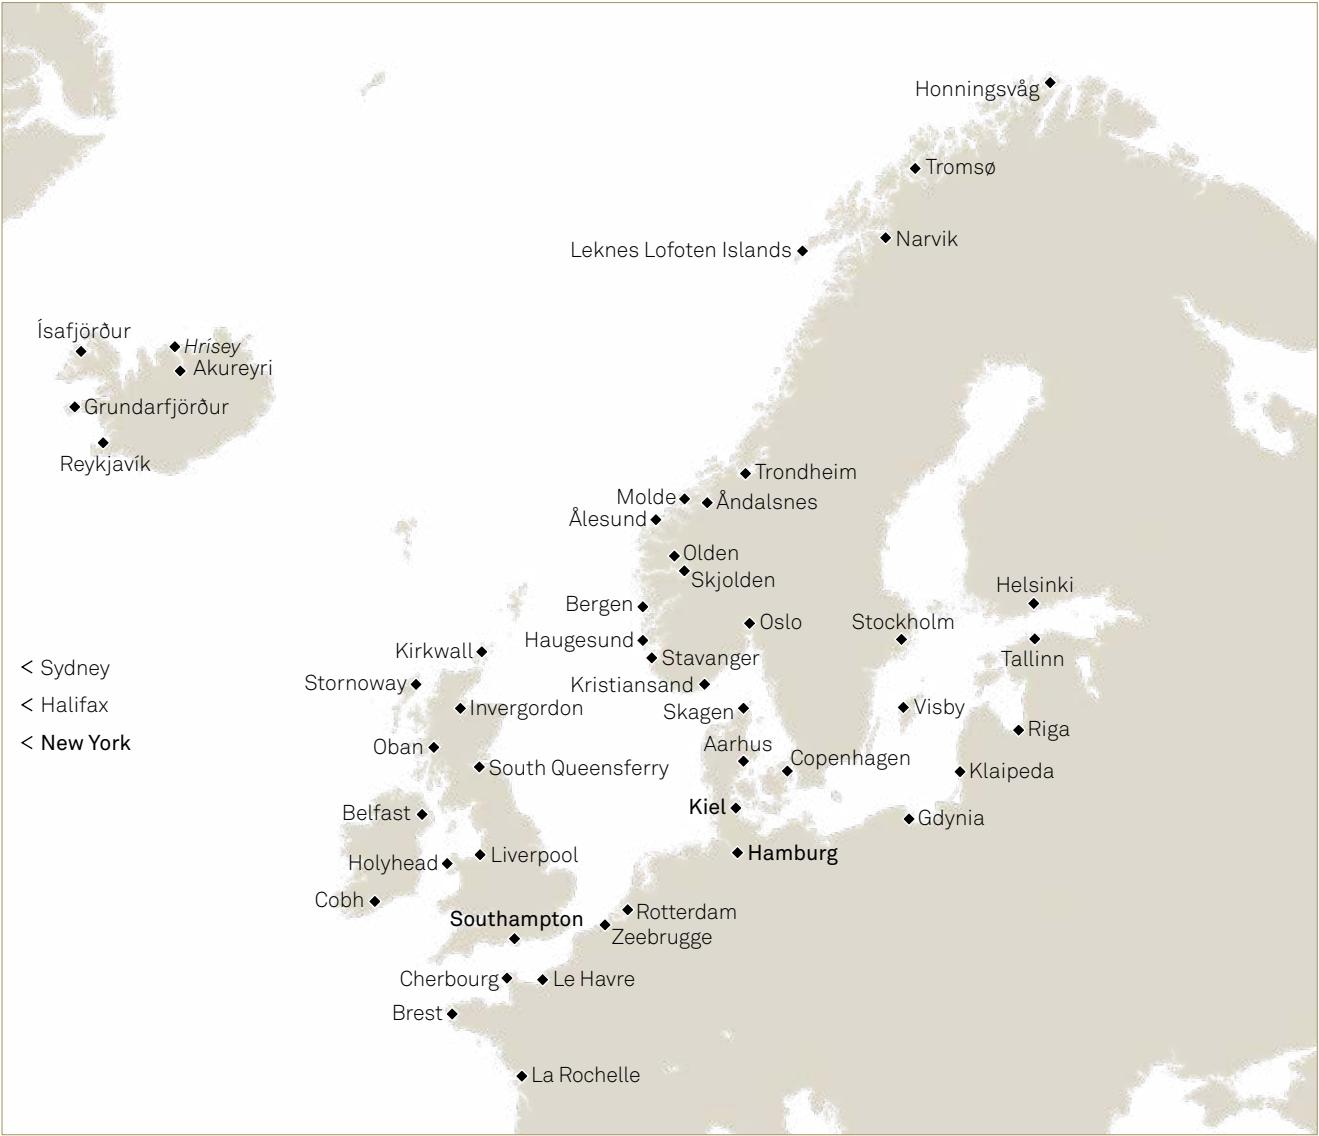 Honningsvåg
Tromsø
Narvik
Leknes Lofoten Islands
Ísafjörður
Hrísey
Akureyri
Grundarfjörður
Reykjavík
Trondheim
Molde
Åndalsnes
Ålesund
Olden
Skjolden
Helsinki
Bergen
Oslo
Stockholm
Haugesund
Kirkwall
Stavanger
Tallinn
< Sydney
Stornoway
Kristiansand
< Halifax
Invergordon
Skagen
Visby
Riga
< New York
Oban
Aarhus
Copenhagen
South Queensferry
Klaipeda
Kiel
Belfast
Gdynia
Hamburg
Liverpool
Holyhead
Cobh
Rotterdam
Southampton
Zeebrugge
Cherbourg
Le Havre
Brest
La Rochelle